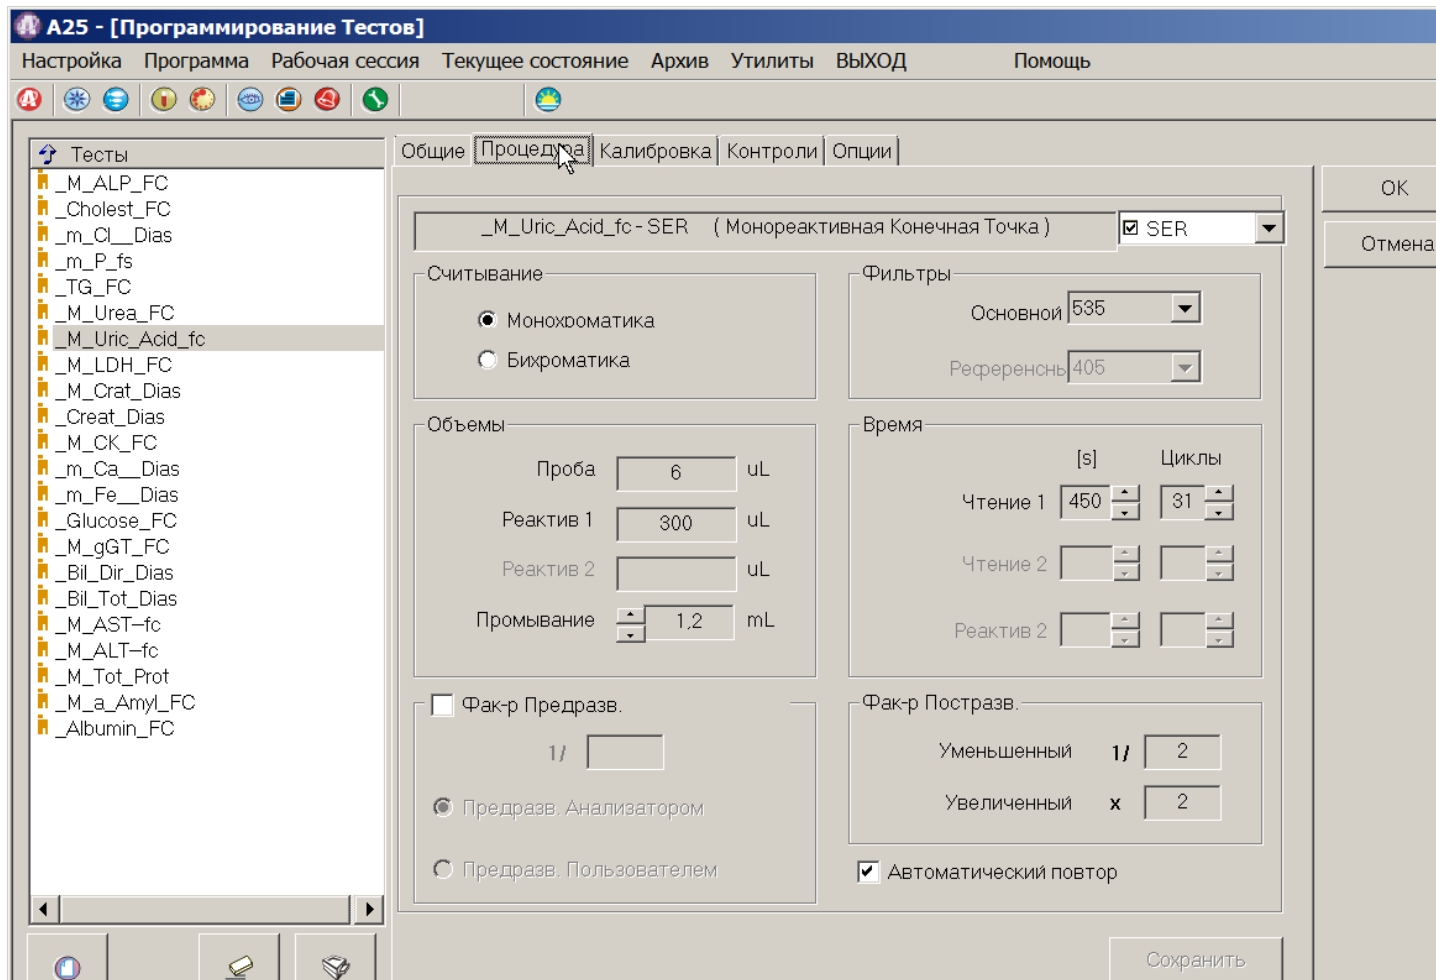 A25 - [Программирование Тестов]
Настройка Программа Рабочая сессия Текущее состояние Архив Утилиты ВЫХОД Помощь
Тесты
_M_ALP_FC
_Cholest_FC
_m_Cl__Dias
_m_P_fs
_TG_FC
_M_Urea_FC
_M_Uric_Acid_fc
_M_LDH_FC
_M_Crat_Dias
_Creat_Dias
_M_CK_FC
_m_Ca__Dias
_m_Fe__Dias
_Glucose_FC
_M_gGT_FC
_Bil_Dir_Dias
_Bil_Tot_Dias
_M_AST–fc
_M_ALT–fc
_M_Tot_Prot
_M_a_Amyl_FC
_Albumin_FC
Общие Процедура Калибровка Контроли Опции
_M_Uric_Acid_fc - SER ( Монореактивная Конечная Точка ) SER
Считывание
Монохроматика
Бихроматика
Фильтры
Основной 535
Референснь 405
Объемы
Проба 6 uL
Реактив 1 300 uL
Реактив 2 uL
Промывание 1,2 mL
Время
[s] Циклы
Чтение 1 450 31
Чтение 2
Реактив 2
Фак-р Предразв.
1/
Предразв. Анализатором
Предразв. Пользователем
Фак-р Постразв.
Уменьшенный 1/ 2
Увеличенный x 2
Автоматический повтор
Сохранить
OK
Отмена